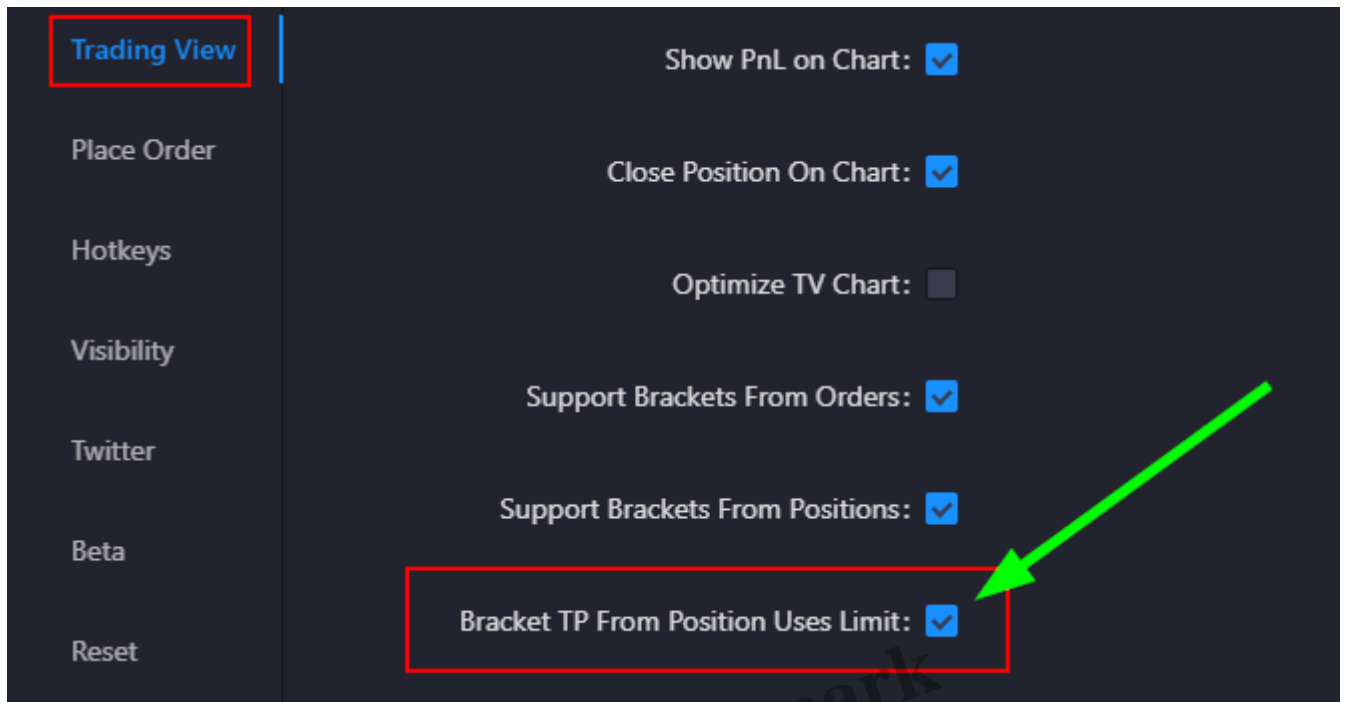 Trading View
Place Order
Hotkeys
Visibility
Twitter
Beta
Reset
Show PnL on Chart:
Close Position On Chart:
Optimize TV Chart:
Support Brackets From Orders:
Support Brackets From Positions:
Bracket TP From Position Uses Limit: